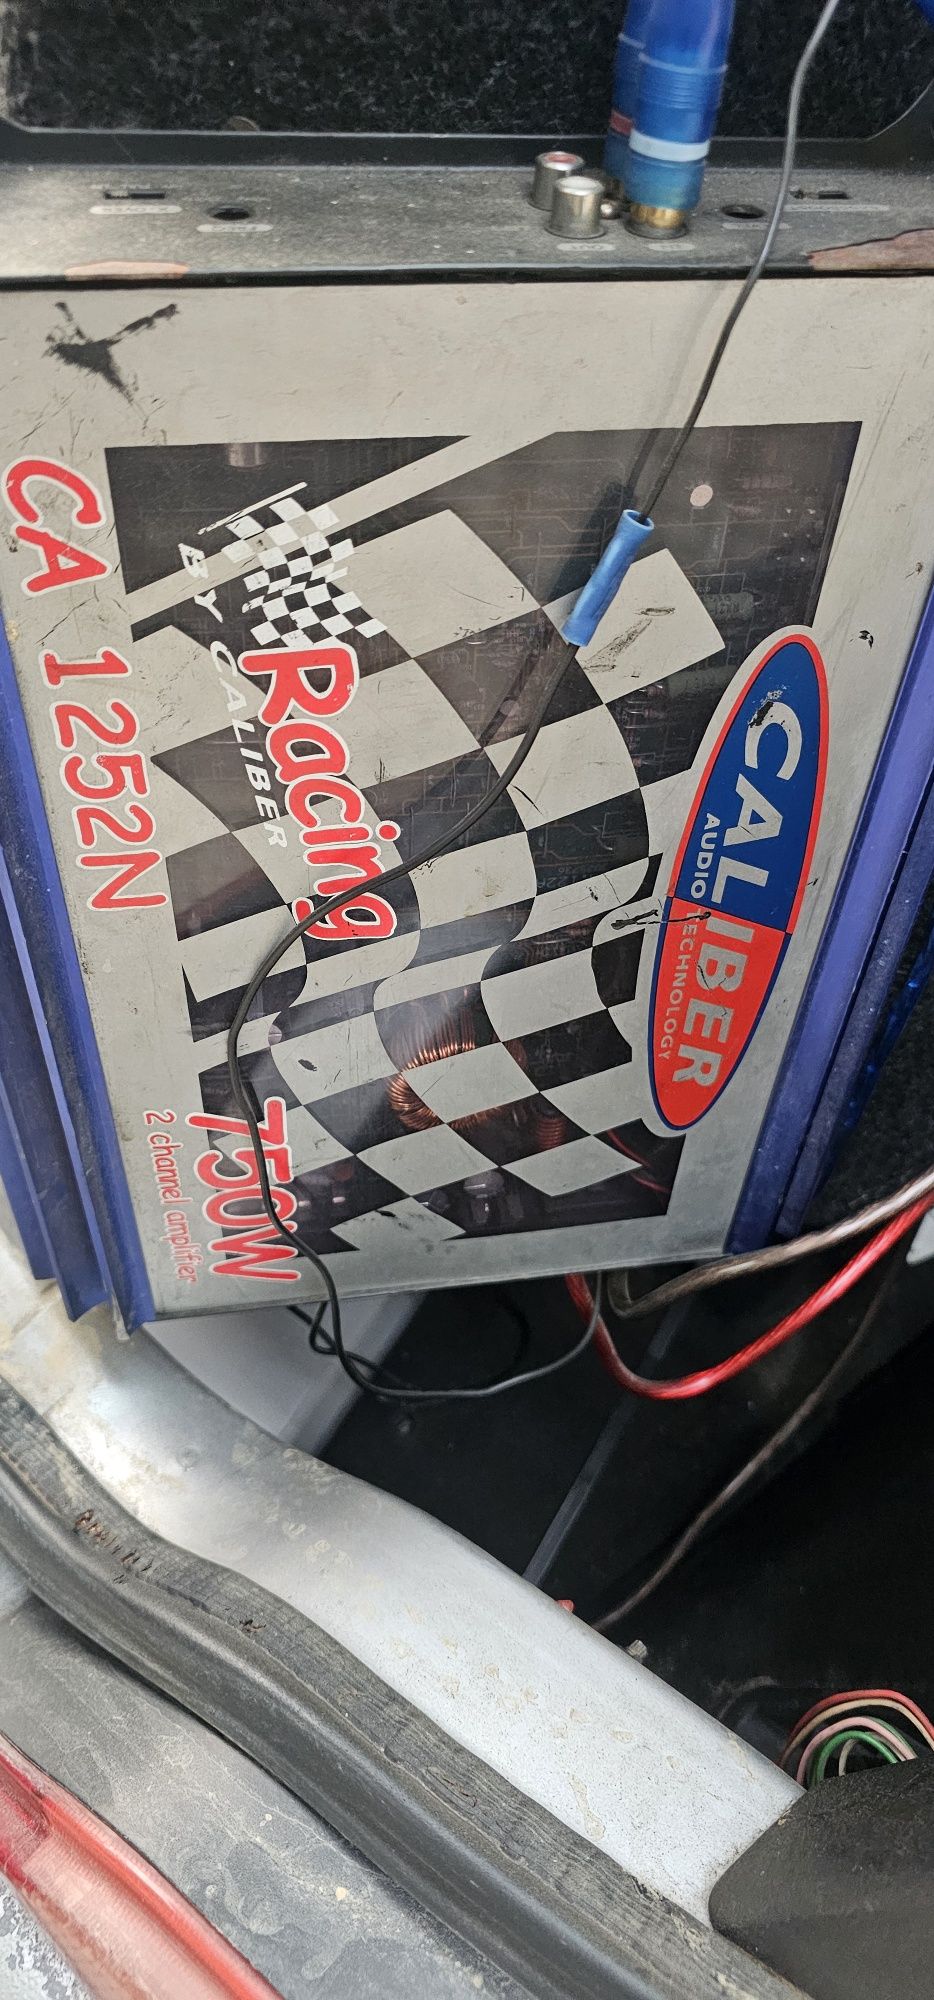 CALIBER
AUDIO TECHNOLOGY
Racing
BY CALIBER
750W
2 channel amplifier
CA 1252N